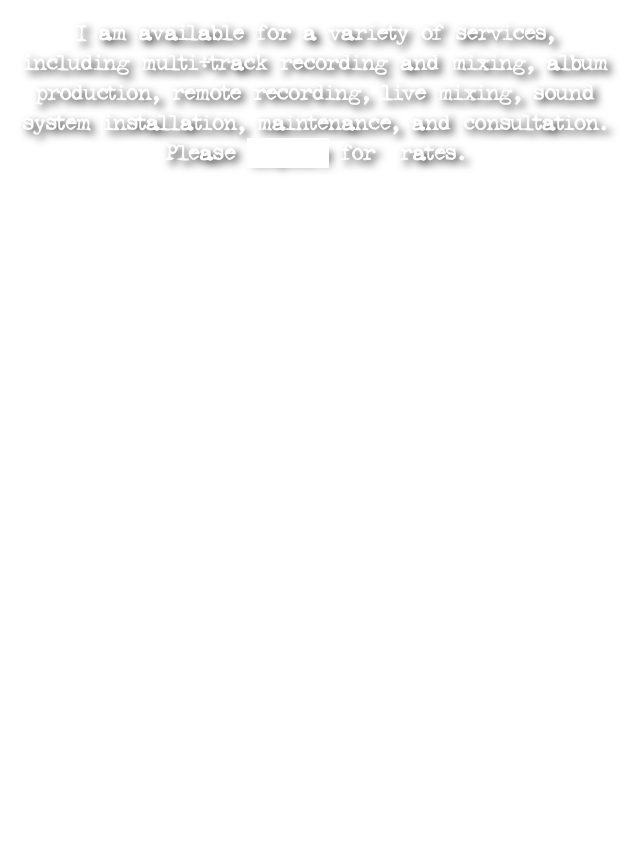 I am available for a variety of services,
including multi-track recording and mixing, album
production, remote recording, live mixing, sound
system installation, maintenance, and consultation.
Please for rates.